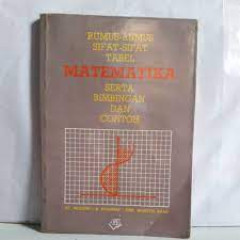 RUMUS-RUMUS
SIFAT-SIFAT
TABEL
MATEMATIKA
SERTA
BIMBINGAN
DAN
CONTOH